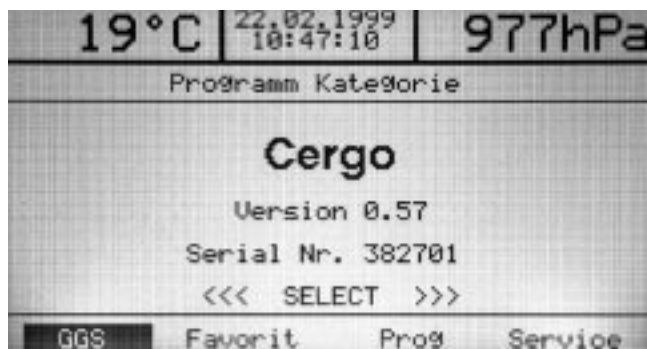 19°C 22.02.1999 977hPa
10:47:10
Programm Kategorie
Cergo
Version 0.57
Serial Nr. 382701
<<< SELECT >>>
GGS Favorit Prog Service